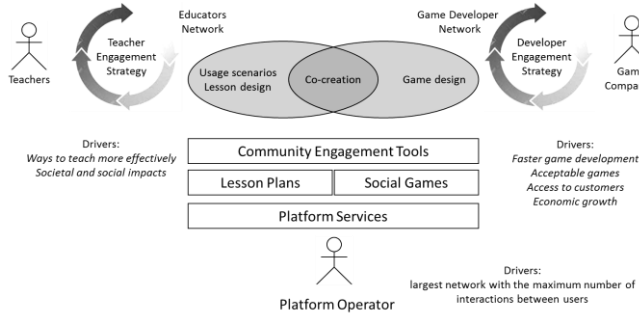 Educators
Network
Game Developer
Network
Teacher
Engagement
Strategy
Developer
Engagement
Strategy
Teachers
Usage scenarios
Lesson design
Co-creation
Game design
Drivers:
Ways to teach more effectively
Societal and social impacts
Community Engagement Tools
Lesson Plans
Social Games
Platform Services
Drivers:
Faster game development
Acceptable games
Access to customers
Economic growth
Platform Operator
Drivers:
largest network with the maximum number of
interactions between users